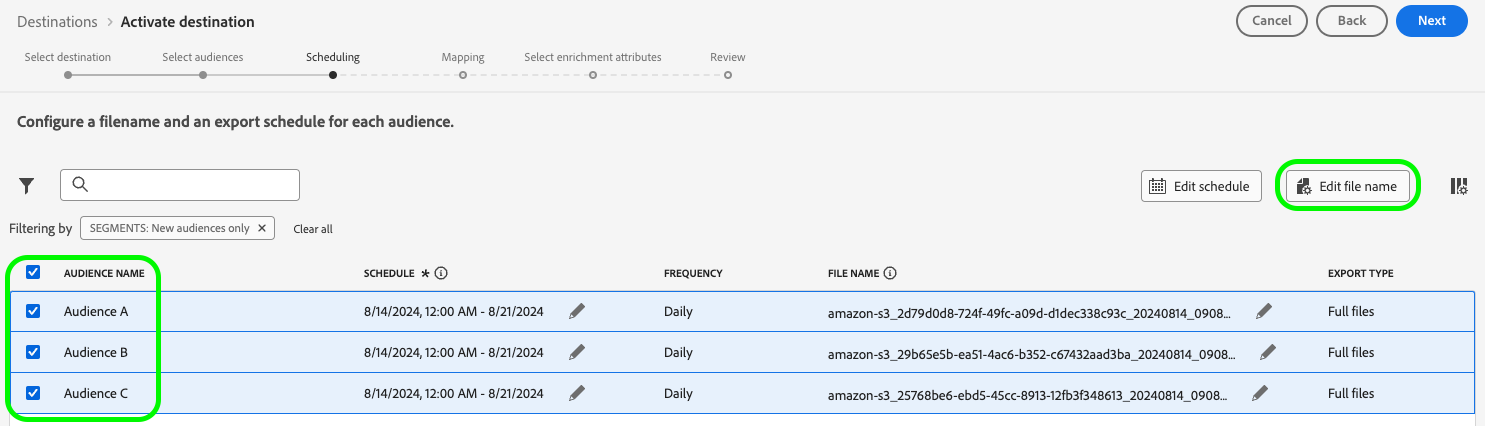 Destinations > Activate destination
Cancel Back Next
Select destination Select audiences Scheduling Mapping Select enrichment attributes Review
Configure a filename and an export schedule for each audience.
Edit schedule Edit file name
Filtering by SEGMENTS: New audiences only × Clear all
AUDIENCE NAME SCHEDULE * FREQUENCY FILE NAME EXPORT TYPE
Audience A 8/14/2024, 12:00 AM - 8/21/2024 Daily amazon-s3_2d79d0d8-724f-49fc-a09d-d1dec338c93c_20240814_0908... Full files
Audience B 8/14/2024, 12:00 AM - 8/21/2024 Daily amazon-s3_29b65e5b-ea51-4ac6-b352-c67432aad3ba_20240814_0908... Full files
Audience C 8/14/2024, 12:00 AM - 8/21/2024 Daily amazon-s3_25768be6-ebd5-45cc-8913-12fb3f348613_20240814_0908... Full files